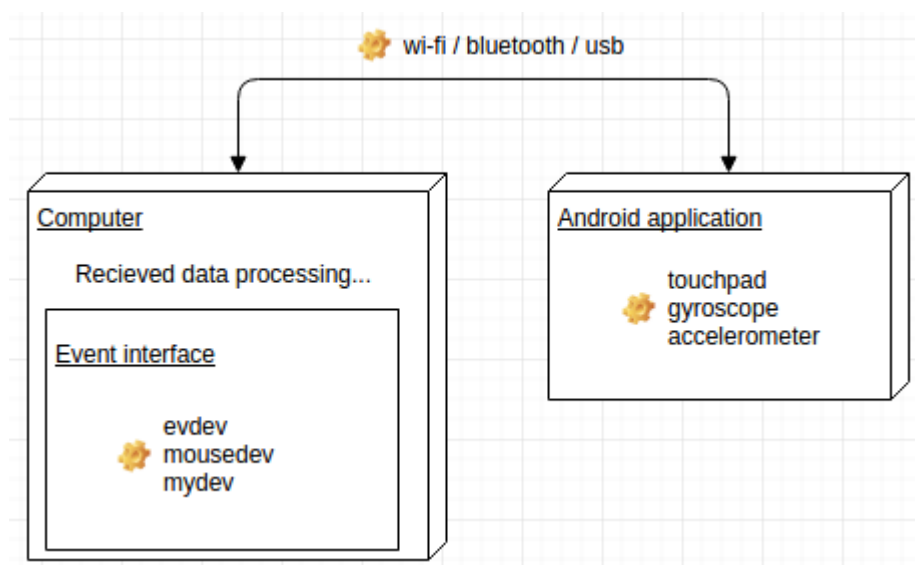 wi-fi / bluetooth / usb
Computer
Recieved data processing...
Event interface
evdev
mousedev
mydev
Android application
touchpad
gyroscope
accelerometer